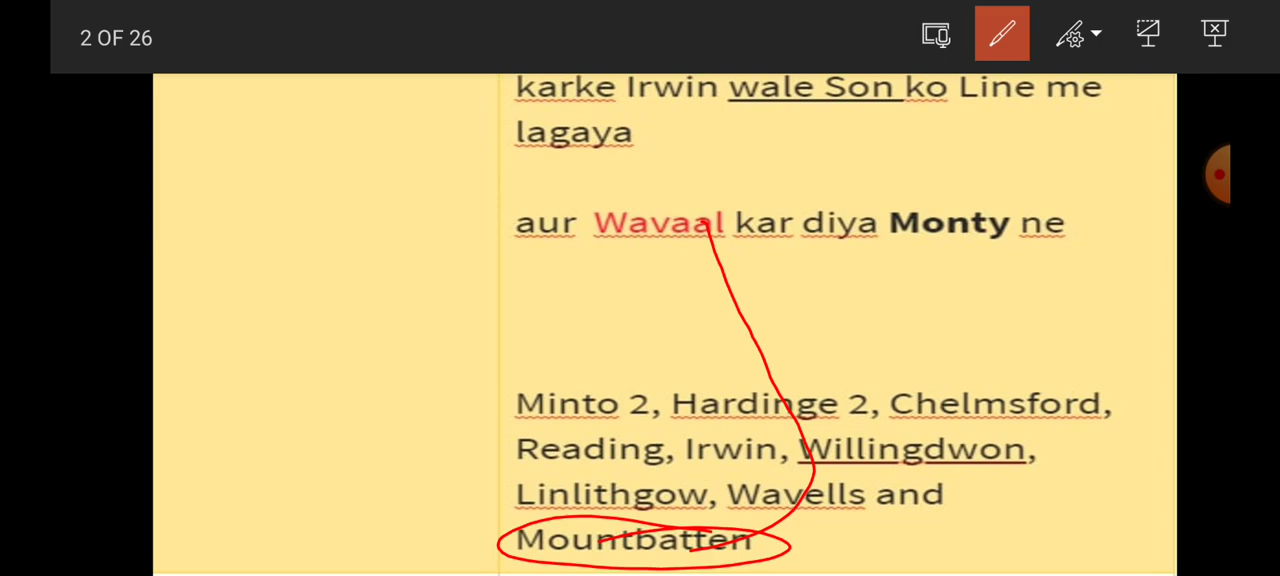 2 OF 26
karke Irwin wale Son ko Line me
lagaya
aur Wavaal kar diya Monty ne
Minto 2, Hardinge 2, Chelmsford,
Reading, Irwin, Willingdwon,
Linlithgow, Wavells and
Mountbatten